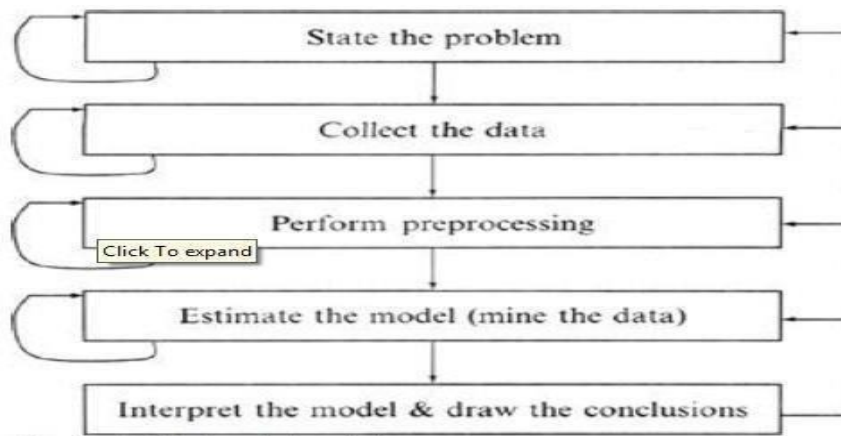 State the problem
Collect the data
Perform preprocessing
Click To expand
Estimate the model (mine the data)
Interpret the model & draw the conclusions